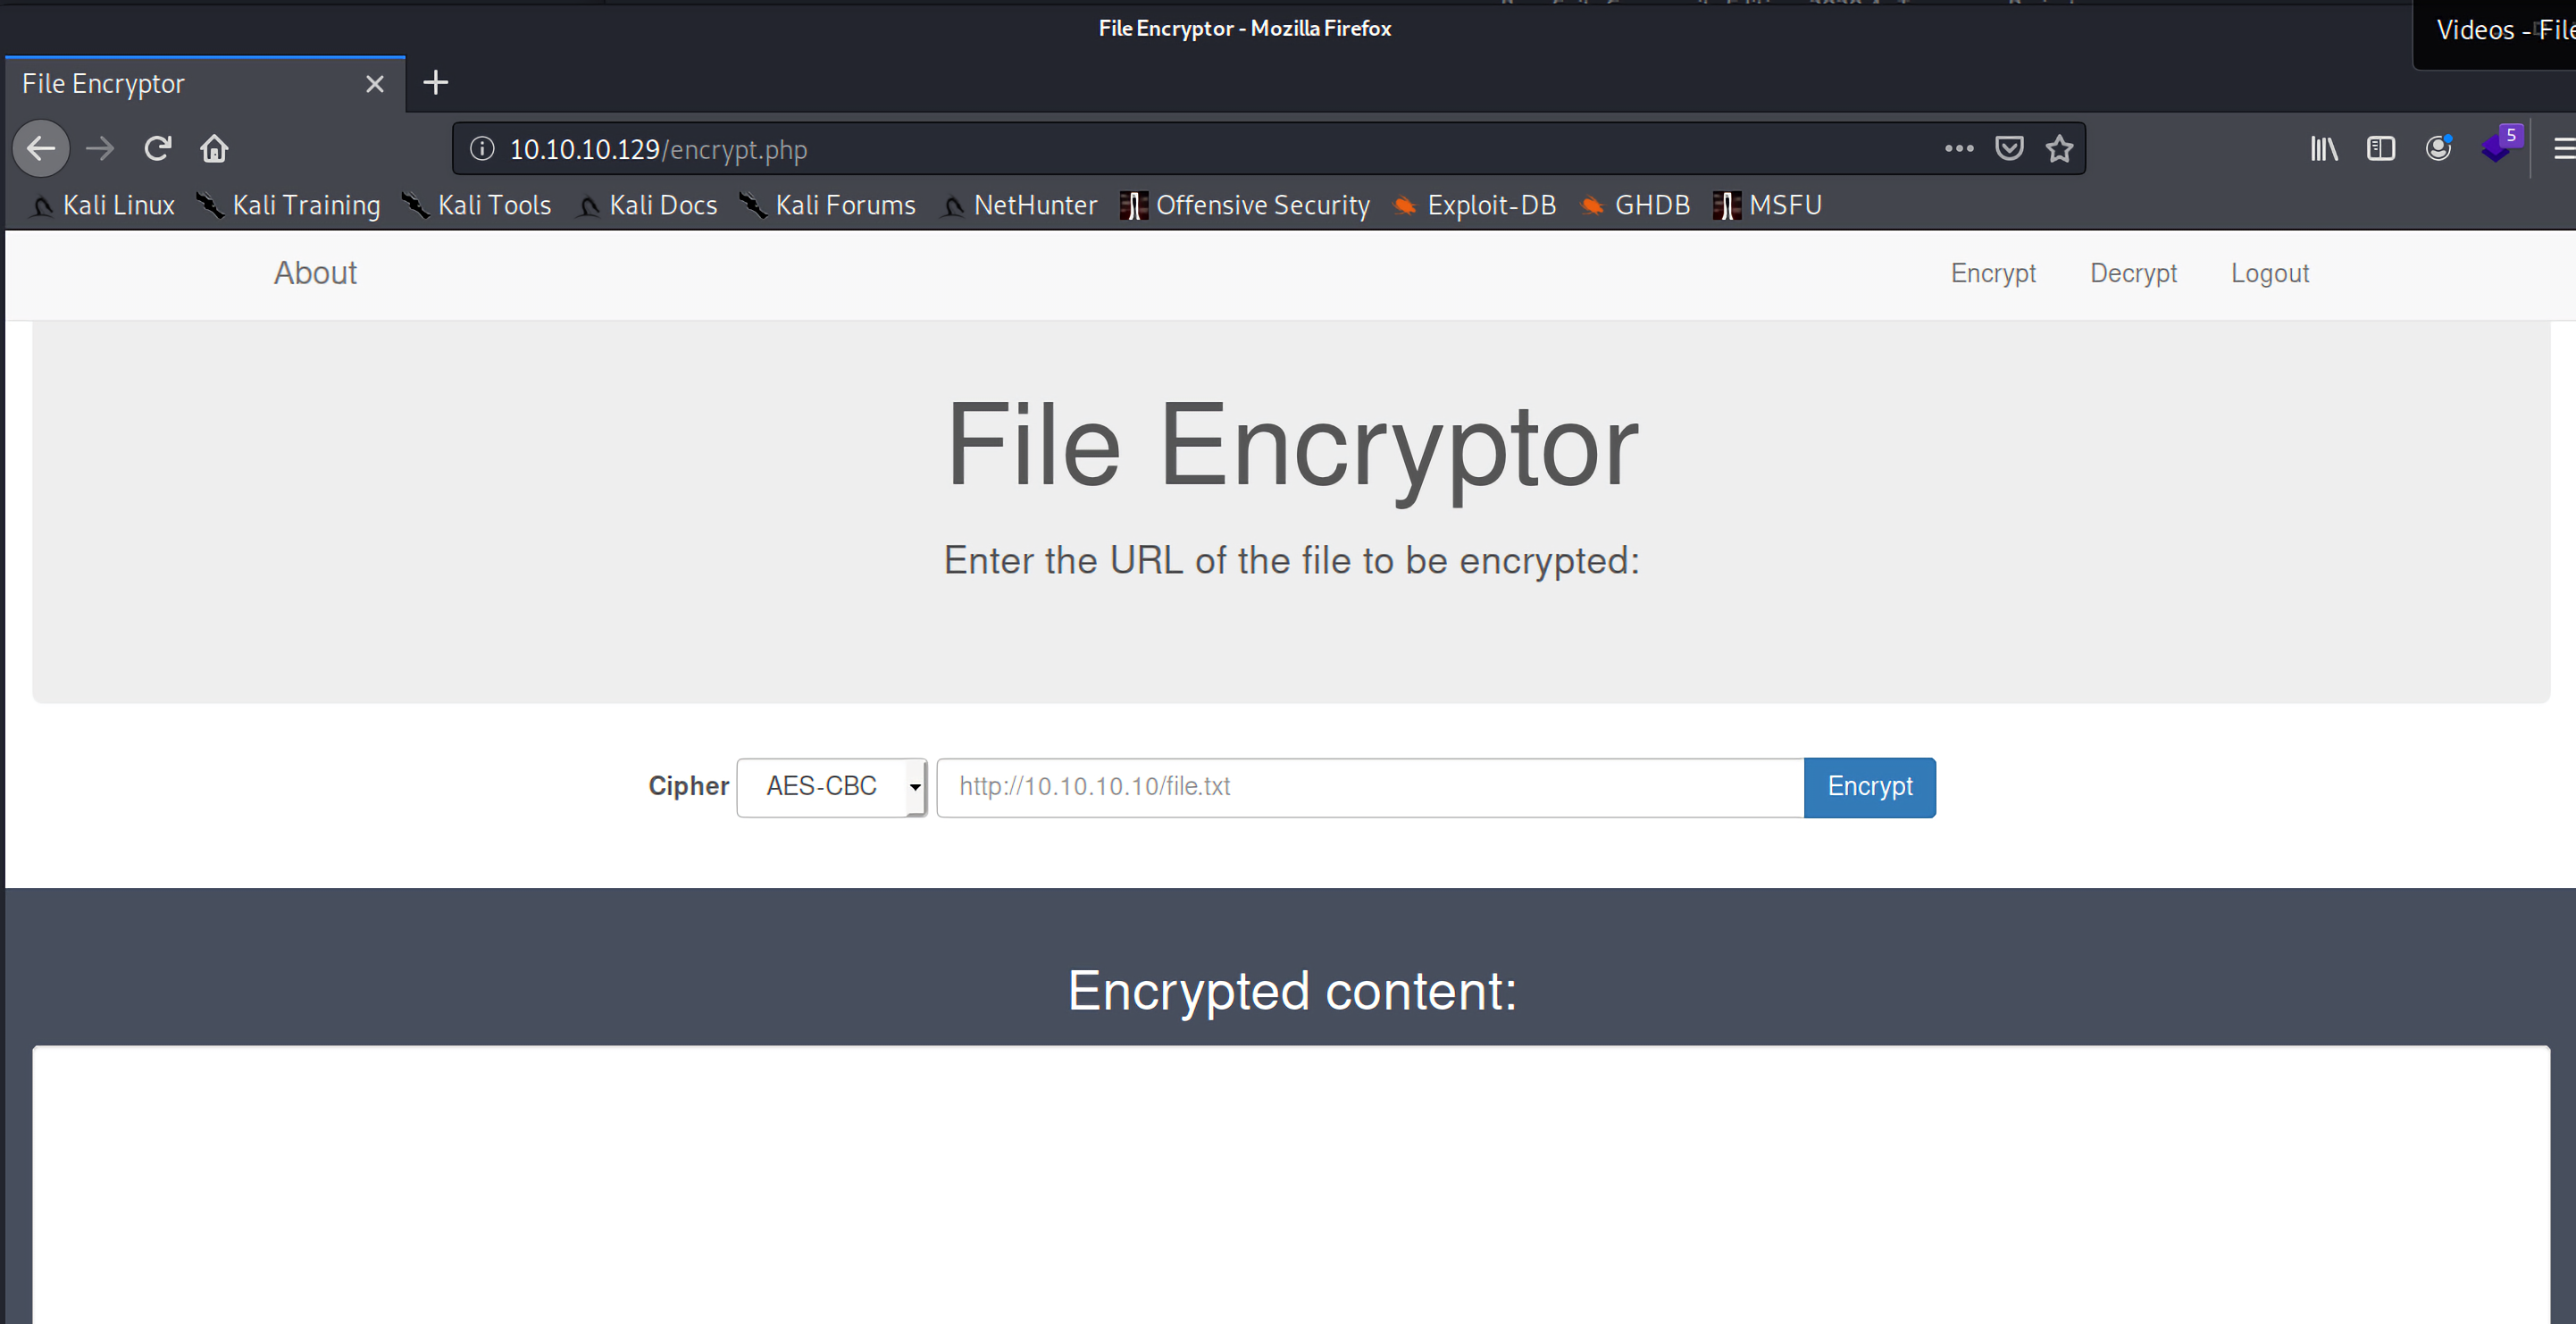 File Encryptor - Mozilla Firefox
Videos - File
File Encryptor
10.10.10.129/encrypt.php
5
Kali Linux Kali Training Kali Tools Kali Docs Kali Forums NetHunter Offensive Security Exploit-DB GHDB MSFU
About Encrypt Decrypt Logout
File Encryptor
Enter the URL of the file to be encrypted:
Cipher AES-CBC http://10.10.10.10/file.txt Encrypt
Encrypted content: